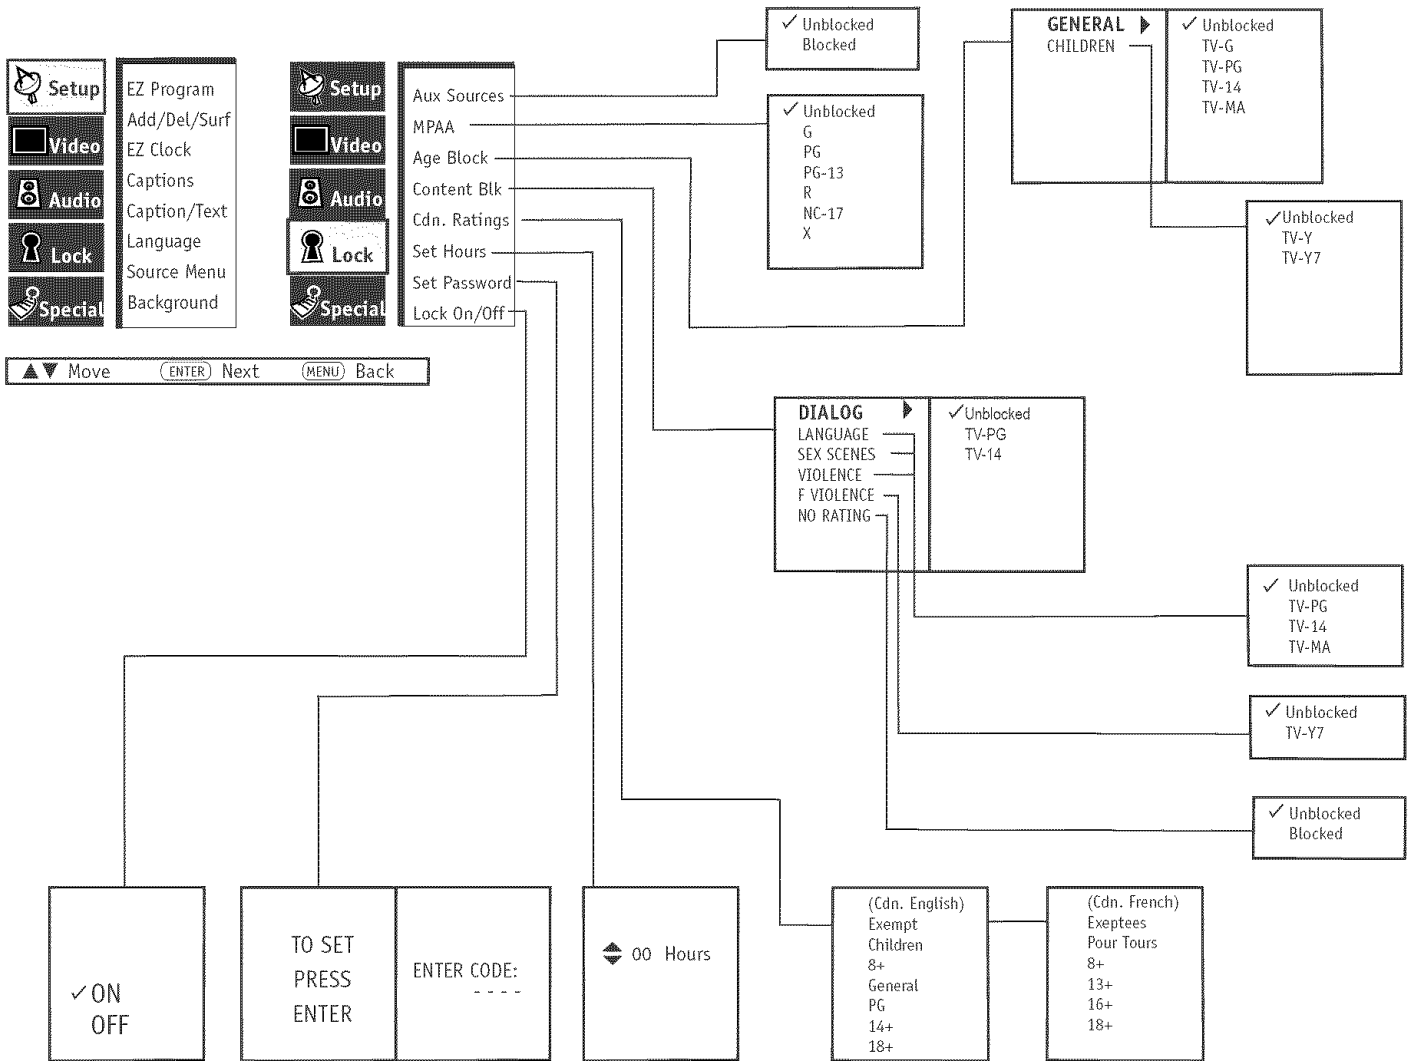 Setup
Video
Audio
Lock
Special
EZ Program
Add/Del/Surf
EZ Clock
Captions
Caption/Text
Language
Source Menu
Background
Setup
Video
Audio
Lock
Special
Aux Sources
MPAA
Age Block
Content Blk
Cdn. Ratings
Set Hours
Set Password
Lock On/Off
▲▼ Move (ENTER) Next (MENU) Back
✓ Unblocked
Blocked
✓ Unblocked
G
PG
PG-13
R
NC-17
X
GENERAL ▶
CHILDREN
✓ Unblocked
TV-G
TV-PG
TV-14
TV-MA
✓Unblocked
TV-Y
TV-Y7
DIALOG ▶
LANGUAGE
SEX SCENES
VIOLENCE
F VIOLENCE
NO RATING
✓Unblocked
TV-PG
TV-14
✓ Unblocked
TV-PG
TV-14
TV-MA
✓ Unblocked
TV-Y7
✓ Unblocked
Blocked
✓ ON
OFF
TO SET
PRESS
ENTER
ENTER CODE:
- - - -
00 Hours
(Cdn. English)
Exempt
Children
8+
General
PG
14+
18+
(Cdn. French)
Exeptees
Pour Tours
8+
13+
16+
18+